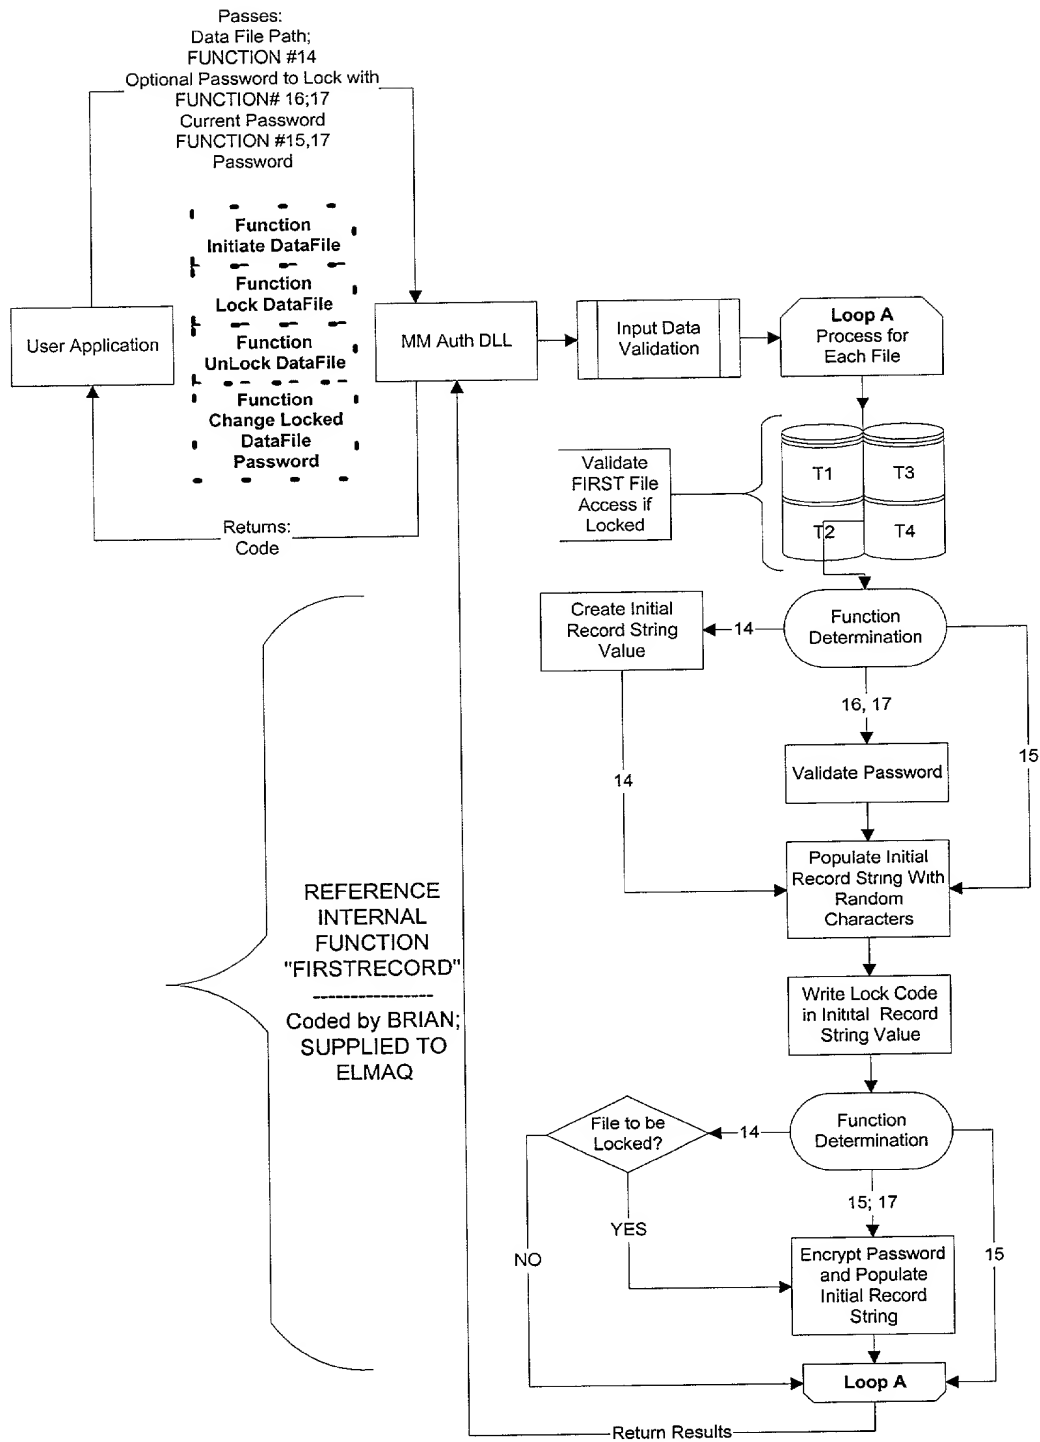 Passes:
Data File Path;
FUNCTION #14
Optional Password to Lock with
FUNCTION# 16;17
Current Password
FUNCTION #15,17
Password
Function
Initiate DataFile
Function
Lock DataFile
Function
UnLock DataFile
Function
Change Locked
DataFile
Password
User Application
MM Auth DLL
Input Data
Validation
Loop A
Process for
Each File
Returns:
Code
Validate
FIRST File
Access if
Locked
T1
T3
T2
T4
Create Initial
Record String
Value
14
Function
Determination
16, 17
15
14
Validate Password
Populate Initial
Record String With
Random
Characters
REFERENCE
INTERNAL
FUNCTION
"FIRSTRECORD"
----------------
Coded by BRIAN;
SUPPLIED TO
ELMAQ
Write Lock Code
in Initital Record
String Value
File to be
Locked?
14
Function
Determination
15; 17
YES
NO
15
Encrypt Password
and Populate
Initial Record
String
Loop A
Return Results